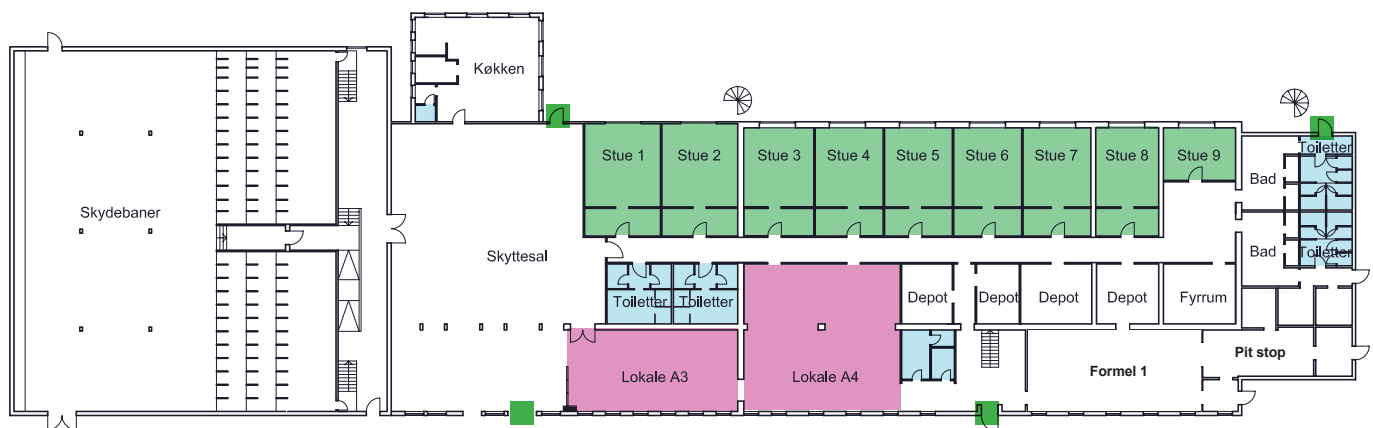 Køkken
Stue 1
Stue 2
Stue 3
Stue 4
Stue 5
Stue 6
Stue 7
Stue 8
Stue 9
Toiletter
Bad
Skydebaner
Skyttesal
Bad
Toiletter
Toiletter
Toiletter
Depot
Depot
Depot
Depot
Fyrrum
Lokale A3
Lokale A4
Formel 1
Pit stop